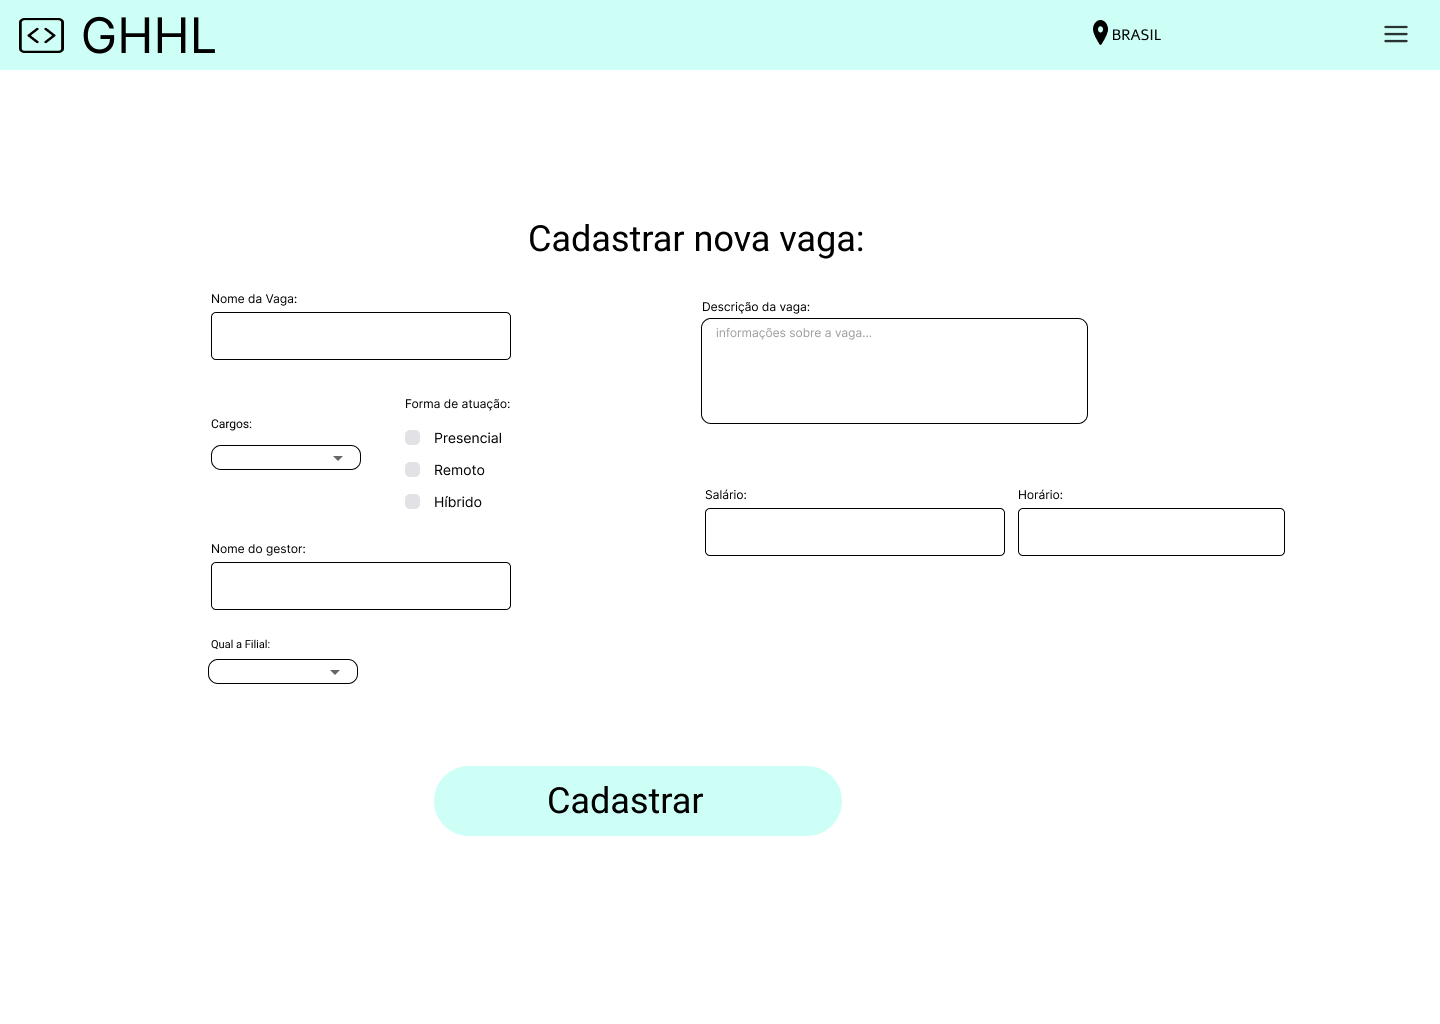 <> GHHL
BRASIL
Cadastrar nova vaga:
Nome da Vaga:
Cargos:
Forma de atuação:
Presencial
Remoto
Híbrido
Nome do gestor:
Qual a Filial:
Descrição da vaga:
informações sobre a vaga...
Salário:
Horário:
Cadastrar